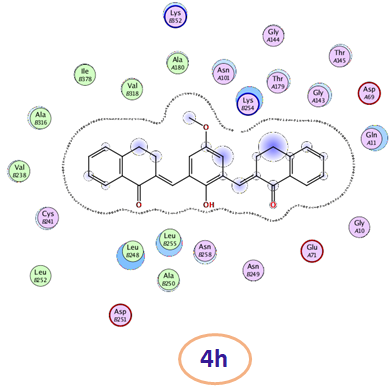 Lys
B352
Gly
A144
Thr
A145
Ile
B378
Val
B318
Ala
A180
Asn
A101
Thr
A179
Gly
A143
Asp
A69
Lys
B254
Ala
B316
Gln
A11
O
Val
B238
O
OH
O
Cys
B241
Gly
A10
Leu
B248
Leu
B255
Asn
B258
Glu
A71
Leu
B252
Ala
B250
Asn
B249
Asp
B251
4h